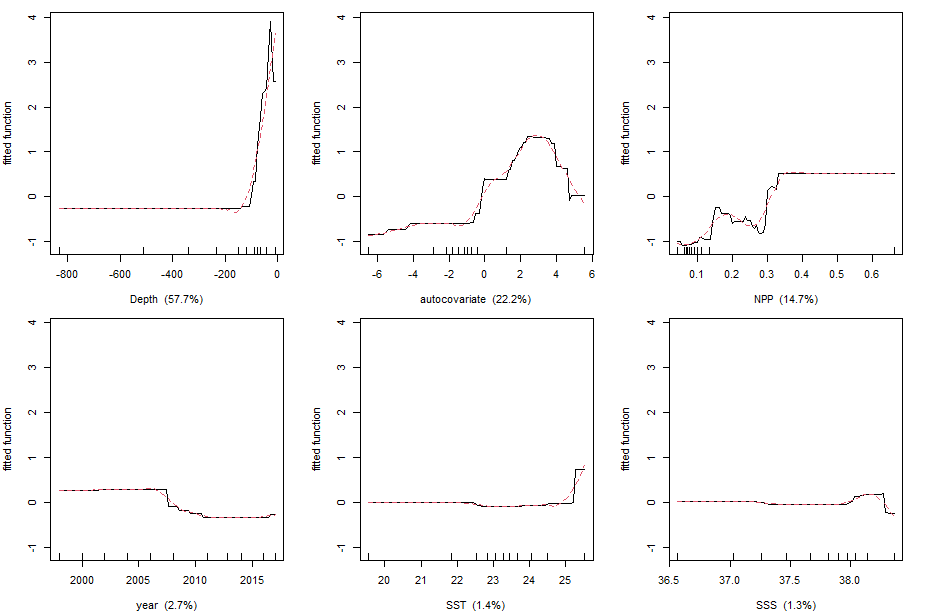 fitted function
-1 0 1 2 3 4
-800 -600 -400 -200 0
Depth (57.7%)
fitted function
-1 0 1 2 3 4
-6 -4 -2 0 2 4 6
autocovariate (22.2%)
fitted function
-1 0 1 2 3 4
0.1 0.2 0.3 0.4 0.5 0.6
NPP (14.7%)
fitted function
-1 0 1 2 3 4
2000 2005 2010 2015
year (2.7%)
fitted function
-1 0 1 2 3 4
20 21 22 23 24 25
SST (1.4%)
fitted function
-1 0 1 2 3 4
36.5 37.0 37.5 38.0
SSS (1.3%)